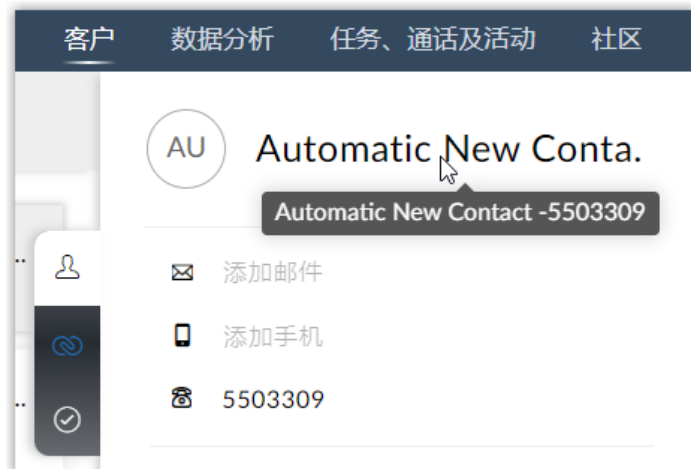 客户 数据分析 任务、通话及活动 社区
AU Automatic New Conta.
Automatic New Contact -5503309
添加邮件
添加手机
5503309